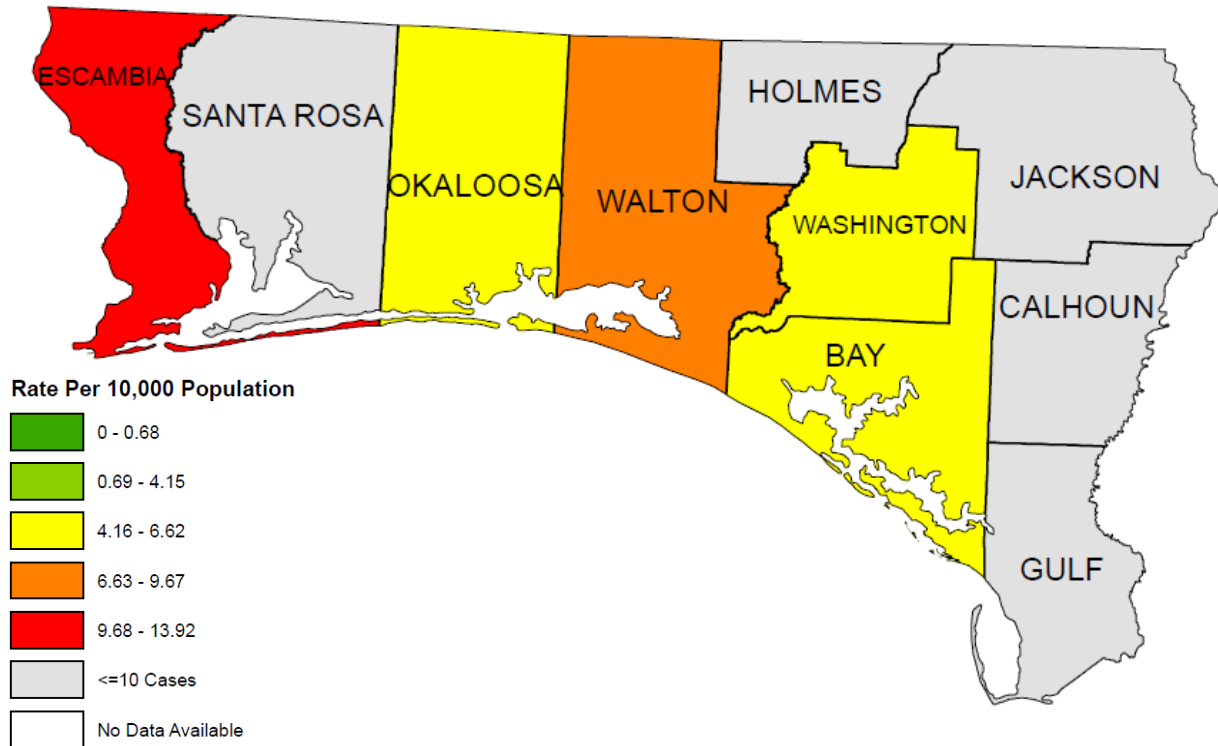 ESCAMBIA
SANTA ROSA
OKALOOSA
WALTON
HOLMES
WASHINGTON
JACKSON
CALHOUN
BAY
GULF
Rate Per 10,000 Population
0 - 0.68
0.69 - 4.15
4.16 - 6.62
6.63 - 9.67
9.68 - 13.92
<=10 Cases
No Data Available